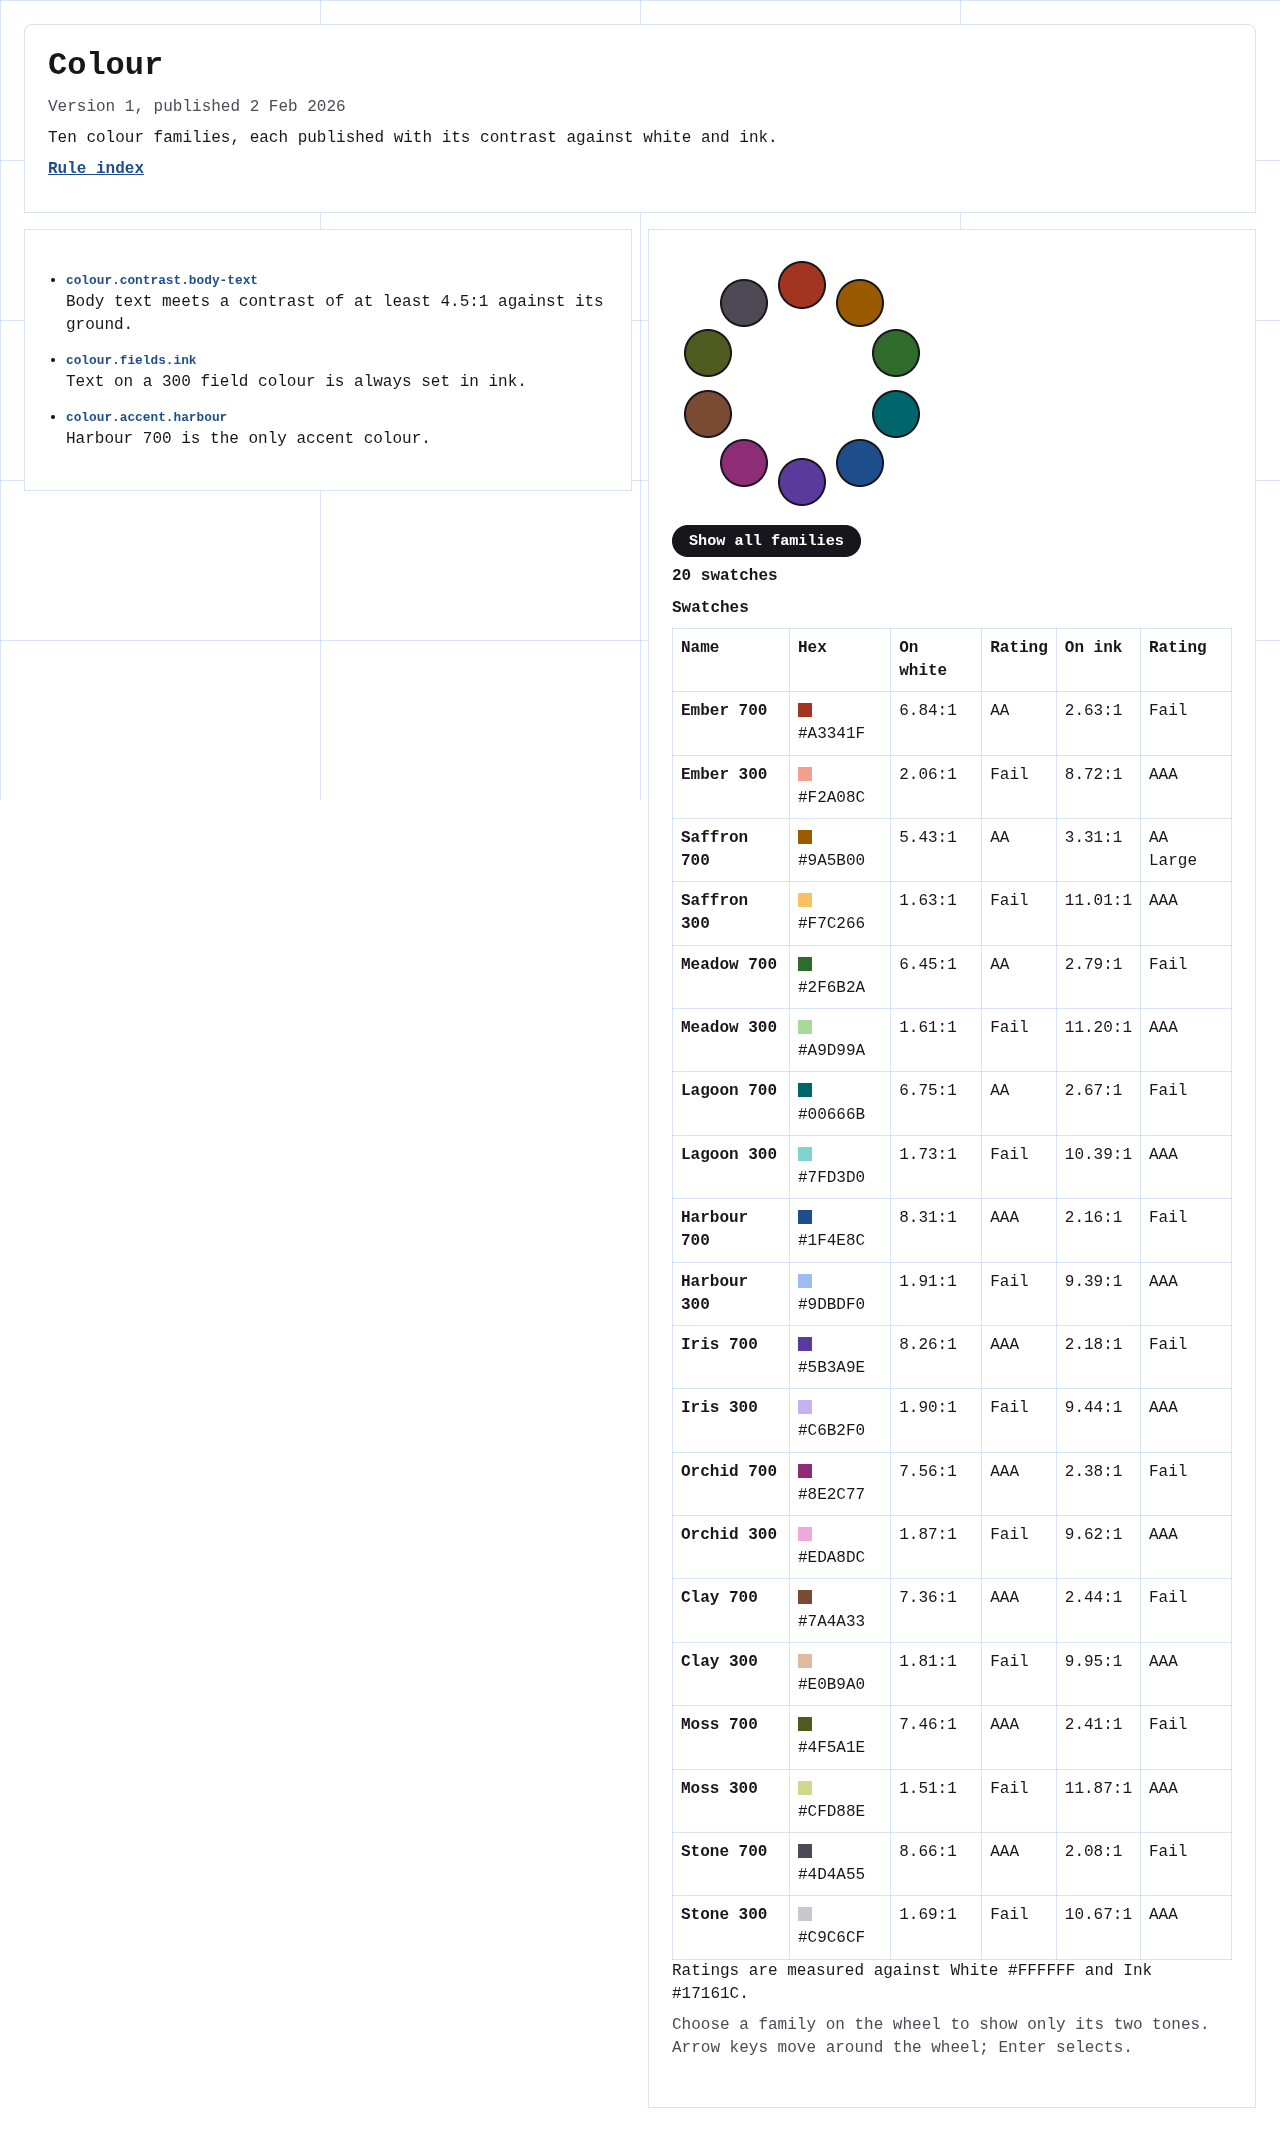 Colour
Version 1, published 2 Feb 2026
Ten colour families, each published with its contrast against white and ink.
Rule index
colour.contrast.body-text
Body text meets a contrast of at least 4.5:1 against its
ground.
colour.fields.ink
Text on a 300 field colour is always set in ink.
colour.accent.harbour
Harbour 700 is the only accent colour.
Show all families
20 swatches
Swatches
Name Hex On white Rating On ink Rating
Ember 700 #A3341F 6.84:1 AA 2.63:1 Fail
Ember 300 #F2A08C 2.06:1 Fail 8.72:1 AAA
Saffron 700 #9A5B00 5.43:1 AA 3.31:1 AA Large
Saffron 300 #F7C266 1.63:1 Fail 11.01:1 AAA
Meadow 700 #2F6B2A 6.45:1 AA 2.79:1 Fail
Meadow 300 #A9D99A 1.61:1 Fail 11.20:1 AAA
Lagoon 700 #00666B 6.75:1 AA 2.67:1 Fail
Lagoon 300 #7FD3D0 1.73:1 Fail 10.39:1 AAA
Harbour 700 #1F4E8C 8.31:1 AAA 2.16:1 Fail
Harbour 300 #9DBDF0 1.91:1 Fail 9.39:1 AAA
Iris 700 #5B3A9E 8.26:1 AAA 2.18:1 Fail
Iris 300 #C6B2F0 1.90:1 Fail 9.44:1 AAA
Orchid 700 #8E2C77 7.56:1 AAA 2.38:1 Fail
Orchid 300 #EDA8DC 1.87:1 Fail 9.62:1 AAA
Clay 700 #7A4A33 7.36:1 AAA 2.44:1 Fail
Clay 300 #E0B9A0 1.81:1 Fail 9.95:1 AAA
Moss 700 #4F5A1E 7.46:1 AAA 2.41:1 Fail
Moss 300 #CFD88E 1.51:1 Fail 11.87:1 AAA
Stone 700 #4D4A55 8.66:1 AAA 2.08:1 Fail
Stone 300 #C9C6CF 1.69:1 Fail 10.67:1 AAA
Ratings are measured against White #FFFFFF and Ink
#17161C.
Choose a family on the wheel to show only its two tones.
Arrow keys move around the wheel; Enter selects.